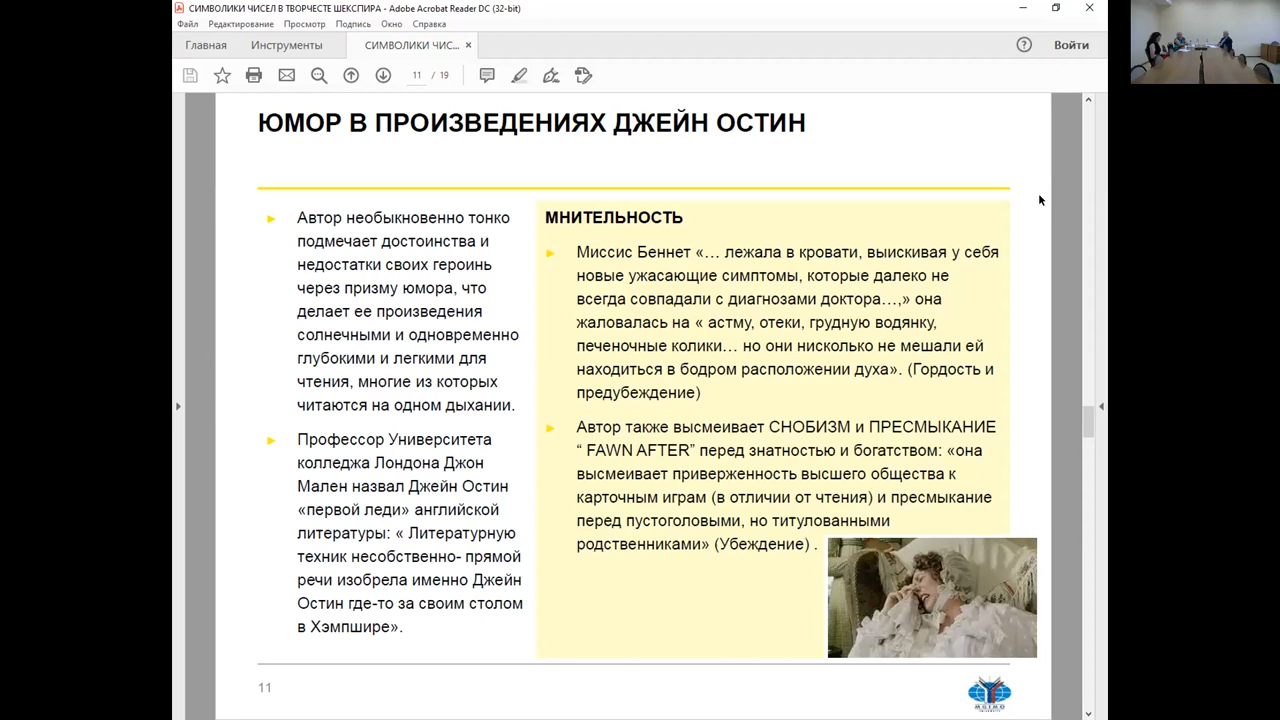 СИМВОЛИКИ ЧИСЕЛ В ТВОРЧЕСТЕ ШЕКСПИРА - Adobe Acrobat Reader DC (32-bit)
Файл Редактирование Просмотр Подпись Окно Справка
Главная Инструменты СИМВОЛИКИ ЧИС... × Войти
11 / 19
ЮМОР В ПРОИЗВЕДЕНИЯХ ДЖЕЙН ОСТИН
Автор необыкновенно тонко
подмечает достоинства и
недостатки своих героинь
через призму юмора, что
делает ее произведения
солнечными и одновременно
глубокими и легкими для
чтения, многие из которых
читаются на одном дыхании.
Профессор Университета
колледжа Лондона Джон
Мален назвал Джейн Остин
«первой леди» английской
литературы: « Литературную
техник несобственно- прямой
речи изобрела именно Джейн
Остин где-то за своим столом
в Хэмпшире».
МНИТЕЛЬНОСТЬ
Миссис Беннет «… лежала в кровати, выискивая у себя
новые ужасающие симптомы, которые далеко не
всегда совпадали с диагнозами доктора…,» она
жаловалась на « астму, отеки, грудную водянку,
печеночные колики… но они нисколько не мешали ей
находиться в бодром расположении духа». (Гордость и
предубеждение)
Автор также высмеивает СНОБИЗМ и ПРЕСМЫКАНИЕ
“ FAWN AFTER” перед знатностью и богатством: «она
высмеивает приверженность высшего общества к
карточным играм (в отличии от чтения) и пресмыкание
перед пустоголовыми, но титулованными
родственниками» (Убеждение) .
11
MGIMO
UNIVERSITY